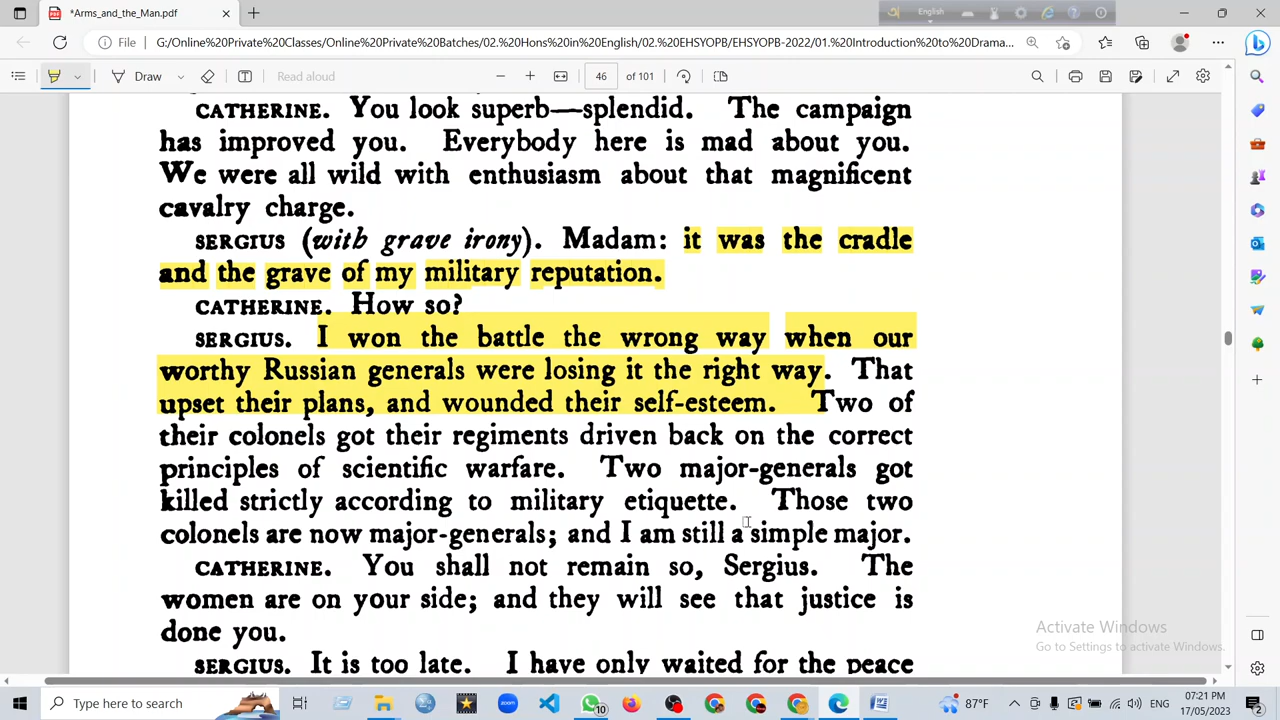 *Arms_and_the_Man.pdf
English
File
G:/Online%20Private%20Classes/Online%20Private%20Batches/02.%20Hons%20in%20English/02.%20EHSYOPB/EHSYOPB-2022/01.%20Introduction%20to%20Drama...
Draw
Read aloud
46 of 101
CATHERINE. You look superb—splendid. The campaign
has improved you. Everybody here is mad about you.
We were all wild with enthusiasm about that magnificent
cavalry charge.
SERGIUS (with grave irony). Madam: it was the cradle
and the grave of my military reputation.
CATHERINE. How so?
SERGIUS. I won the battle the wrong way when our
worthy Russian generals were losing it the right way. That
upset their plans, and wounded their self-esteem. Two of
their colonels got their regiments driven back on the correct
principles of scientific warfare. Two major-generals got
killed strictly according to military etiquette. Those two
colonels are now major-generals; and I am still a simple major.
CATHERINE. You shall not remain so, Sergius. The
women are on your side; and they will see that justice is
done you.
SERGIUS. It is too late. I have only waited for the peace
Activate Windows
Go to Settings to activate Windows.
Type here to search
zoom
10
87°F
ENG
07:21 PM
17/05/2023
2